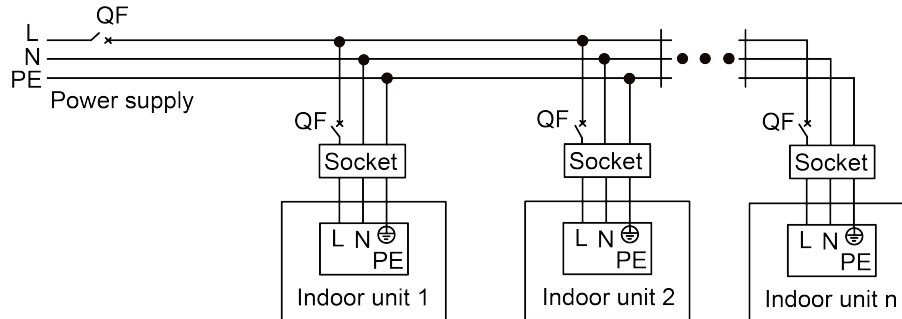 QF
L
N
PE
Power supply
QF
QF
QF
Socket
Socket
Socket
L N
PE
L N
PE
L N
PE
Indoor unit 1
Indoor unit 2
Indoor unit n